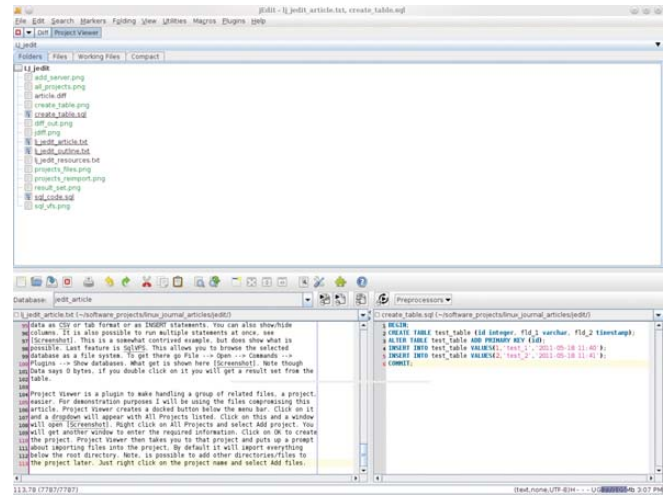 jEdit - lj_jedit_article.txt, create_table.sql
File Edit Search Markers Folding View Utilities Macros Plugins Help
Diff Project Viewer
LJ_jedit
Folders Files Working Files Compact
LJ_jedit
add_server.png
all_projects.png
article.diff
create_table.png
create_table.sql
diff_out.png
jdiff.png
lj_jedit_article.txt
lj_jedit_outline.txt
lj_jedit_resources.txt
projects_files.png
projects_reimport.png
result_set.png
sql_code.sql
sql_vfs.png
Database: jedit_article
Preprocessors
lj_jedit_article.txt (~/software_projects/linux_journal_articles/jedit/)
data as CSV or tab format or as INSERT statements. You can also show/hide
columns. It is also possible to run multiple statements at once, see
[Screenshot]. This is a somewhat contrived example, but does show what is
possible. Last feature is SqlVFS. This allows you to browse the selected
database as a file system. To get there go File --> Open --> Commands -->
Plugins --> Show databases. What get is shown here [Screenshot]. Note though
Data says 0 bytes, if you double click on it you will get a result set from the
table.
Project Viewer is a plugin to make handling a group of related files, a project,
easier. For demonstration purposes I will be using the files compromising this
article. Project Viewer creates a docked button below the menu bar. Click on it
and a dropdown will appear with All Projects listed. Click on this and a window
will open [Screenshot]. Right click on All Projects and select Add project. You
will get another window to enter the required information. Click on OK to create
the project. Project Viewer then takes you to that project and puts up a prompt
about importing files into the project. By default it will import everything
below the root directory. Note, is possible to add other directories/files to
the project later. Just right click on the project name and select Add files.
create_table.sql (~/software_projects/linux_journal_articles/jedit/)
1 BEGIN;
2 CREATE TABLE test_table (id integer, fld_1 varchar, fld_2 timestamp);
3 ALTER TABLE test_table ADD PRIMARY KEY (id);
4 INSERT INTO test_table VALUES(1,'test_1','2011-05-18 11:40');
5 INSERT INTO test_table VALUES(2,'test_2','2011-05-18 11:41');
6 COMMIT;
113,78 (7787/7787)
(text,none,UTF-8) 3:07 PM